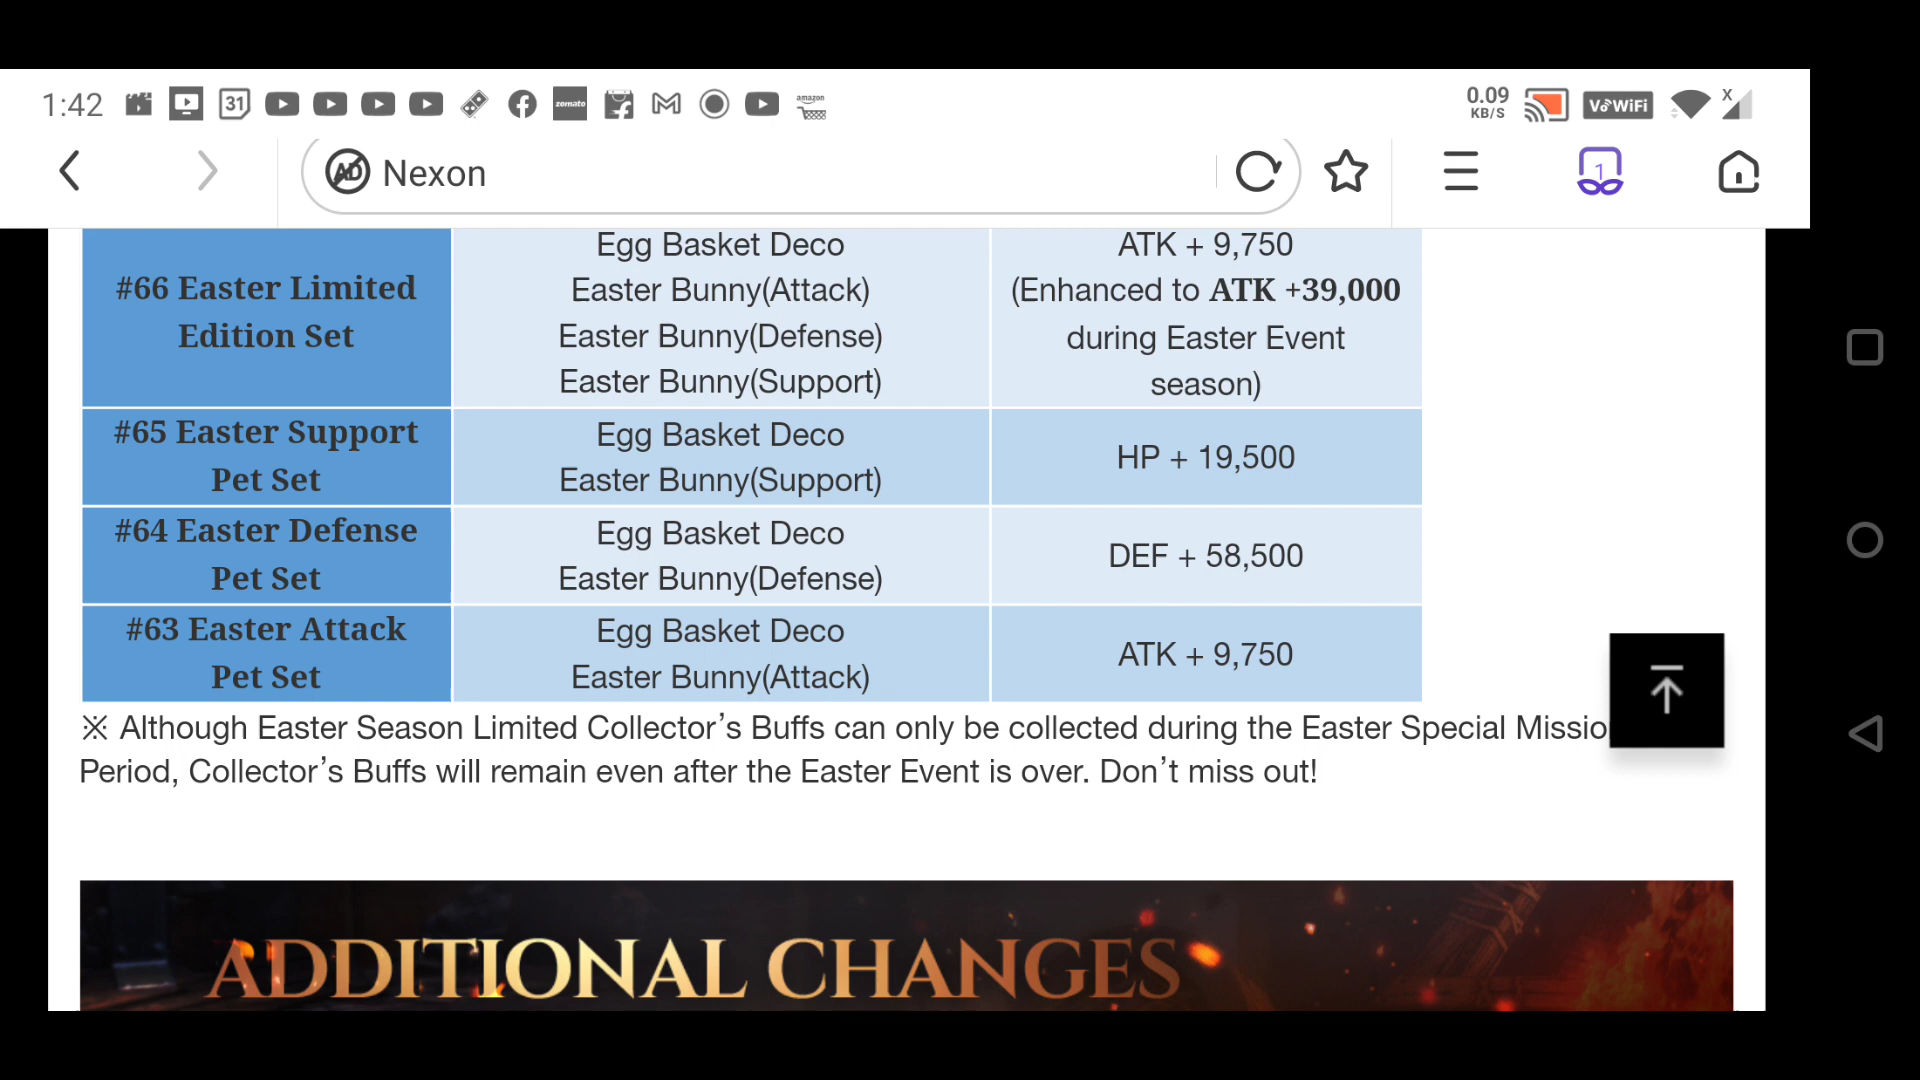 1:42
31
zomato
amazon
0.09
KB/S
VoWiFi
X
AD
Nexon
1
#66 Easter Limited
Edition Set
Egg Basket Deco
Easter Bunny(Attack)
Easter Bunny(Defense)
Easter Bunny(Support)
ATK + 9,750
(Enhanced to ATK +39,000
during Easter Event
season)
#65 Easter Support
Pet Set
Egg Basket Deco
Easter Bunny(Support)
HP + 19,500
#64 Easter Defense
Pet Set
Egg Basket Deco
Easter Bunny(Defense)
DEF + 58,500
#63 Easter Attack
Pet Set
Egg Basket Deco
Easter Bunny(Attack)
ATK + 9,750
※ Although Easter Season Limited Collector’s Buffs can only be collected during the Easter Special Missio
Period, Collector’s Buffs will remain even after the Easter Event is over. Don’t miss out!
ADDITIONAL CHANGES